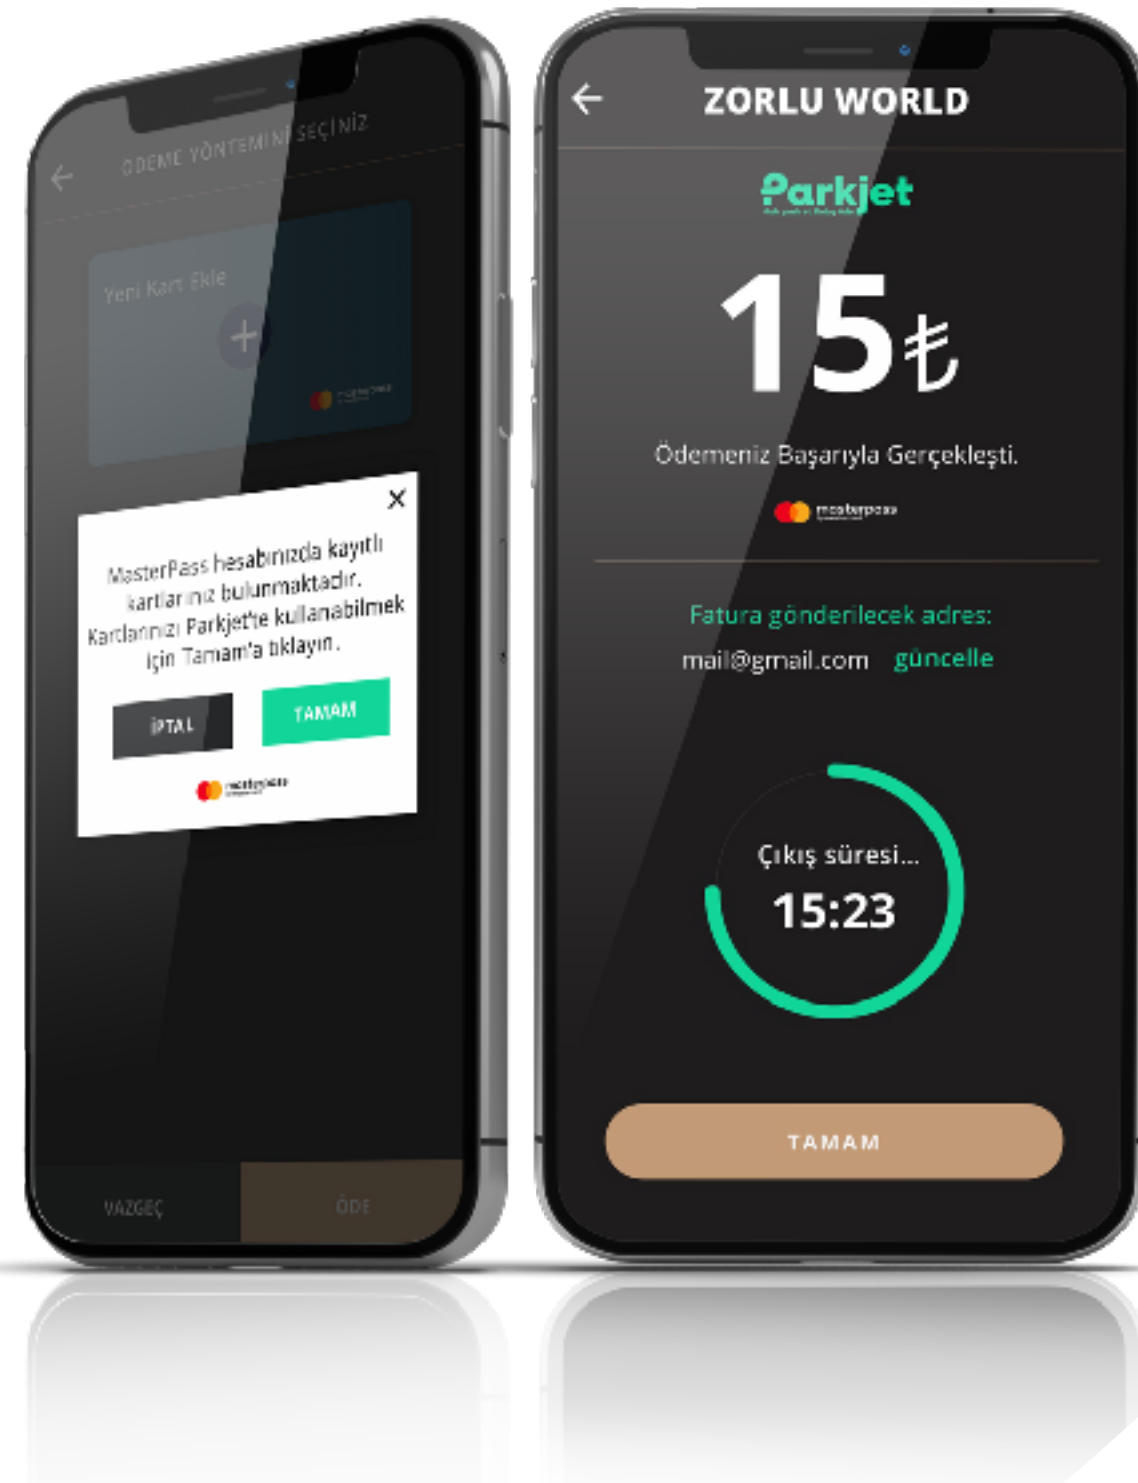 ÖDEME YÖNTEMİNİ SEÇİNİZ
Yeni Kart Ekle
masterpass
MasterPass hesabınızda kayıtlı
kartlarınız bulunmaktadır.
Kartlarınızı Parkjet'te kullanabilmek
için Tamam'a tıklayın.
İPTAL
TAMAM
masterpass
VAZGEÇ
ÖDE
ZORLU WORLD
Parkjet
15₺
Ödemeniz Başarıyla Gerçekleşti.
masterpass
Fatura gönderilecek adres:
mail@gmail.com güncelle
Çıkış süresi...
15:23
TAMAM